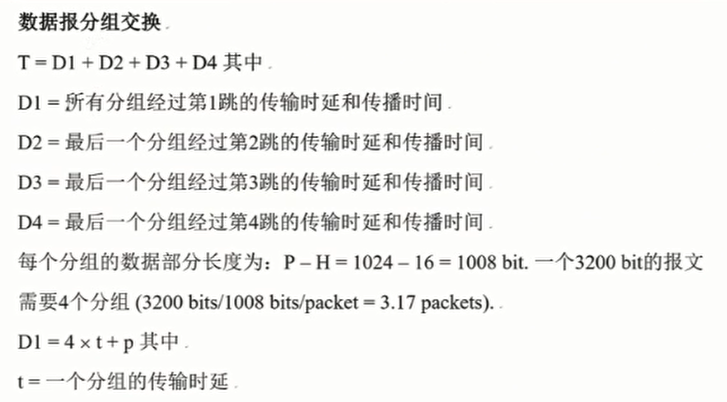 数据报分组交换
T = D1 + D2 + D3 + D4 其中
D1 = 所有分组经过第1跳的传输时延和传播时间
D2 = 最后一个分组经过第2跳的传输时延和传播时间
D3 = 最后一个分组经过第3跳的传输时延和传播时间
D4 = 最后一个分组经过第4跳的传输时延和传播时间
每个分组的数据部分长度为：P – H = 1024 – 16 = 1008 bit. 一个3200 bit的报文
需要4个分组 (3200 bits/1008 bits/packet = 3.17 packets).
D1 = 4 × t + p 其中
t = 一个分组的传输时延